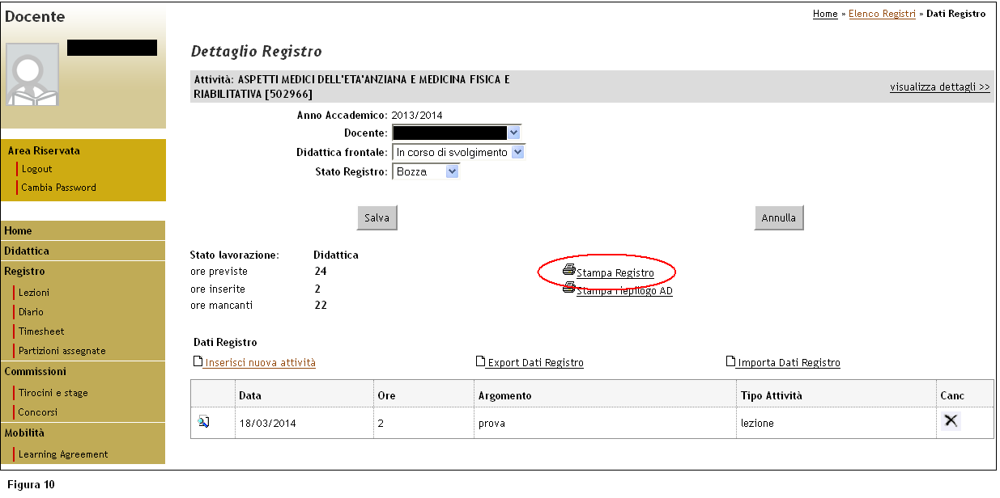 Docente
Home » Elenco Registri » Dati Registro
Dettaglio Registro
Attività: ASPETTI MEDICI DELL'ETA'ANZIANA E MEDICINA FISICA E
RIABILITATIVA [502966]
visualizza dettagli >>
Anno Accademico: 2013/2014
Docente:
Didattica frontale: In corso di svolgimento
Stato Registro: Bozza
Area Riservata
Logout
Cambia Password
Salva
Annulla
Home
Didattica
Registro
Lezioni
Diario
Timesheet
Partizioni assegnate
Commissioni
Tirocini e stage
Concorsi
Mobilità
Learning Agreement
Stato lavorazione: Didattica
ore previste 24
ore inserite 2
ore mancanti 22
Stampa Registro
Stampa riepilogo AD
Dati Registro
Inserisci nuova attività
Export Dati Registro
Importa Dati Registro
Data Ore Argomento Tipo Attività Canc
18/03/2014 2 prova lezione
Figura 10